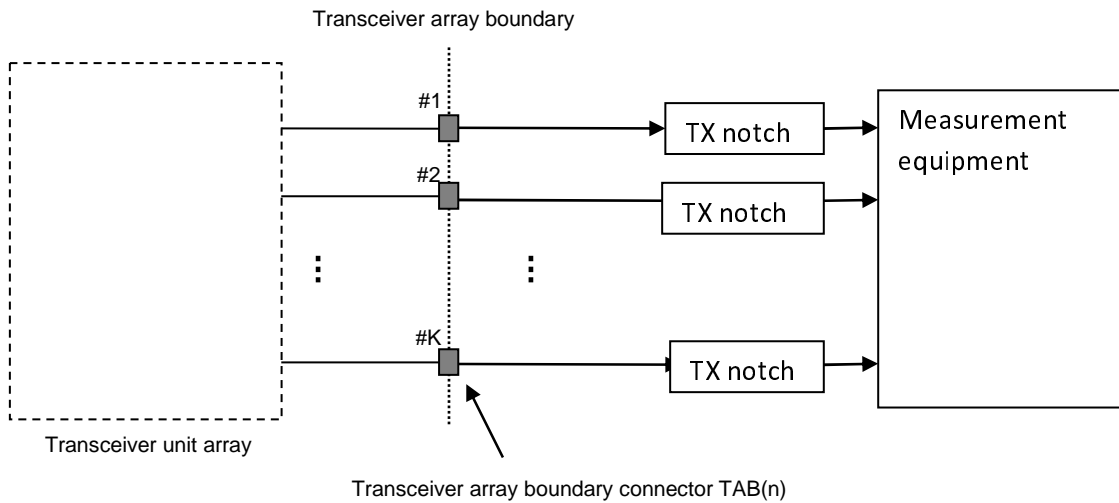 Transceiver array boundary
#1
TX notch
Measurement
equipment
#2
TX notch
#K
TX notch
Transceiver unit array
Transceiver array boundary connector TAB(n)